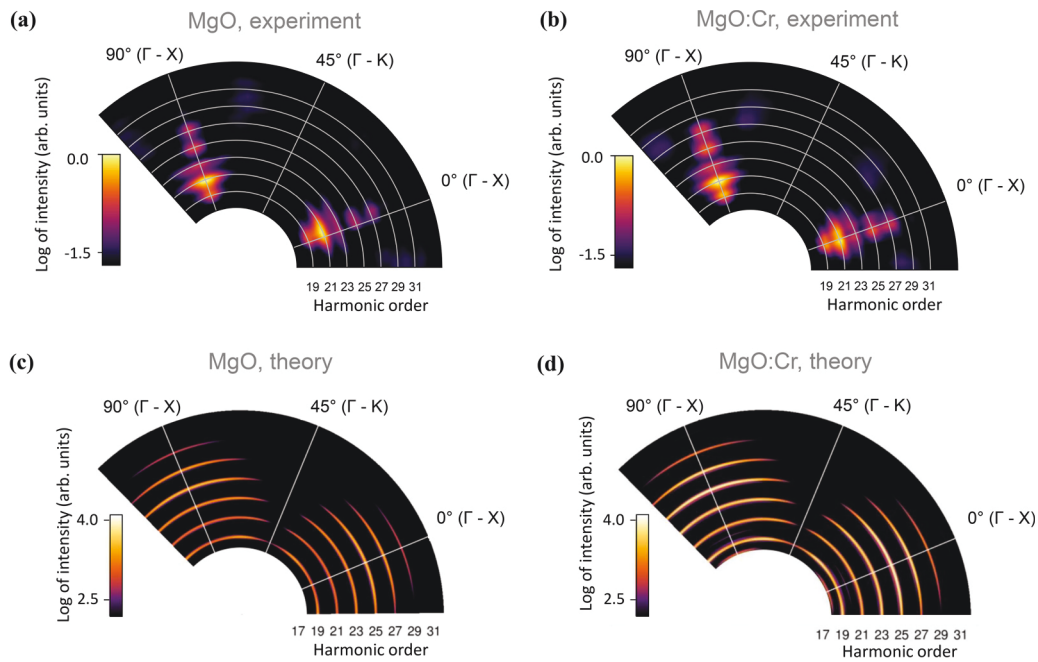 (a)
MgO, experiment
90° (Γ - X)
45° (Γ - K)
0° (Γ - X)
Log of intensity (arb. units)
0.0
-1.5
19 21 23 25 27 29 31
Harmonic order
(b)
MgO:Cr, experiment
90° (Γ - X)
45° (Γ - K)
0° (Γ - X)
Log of intensity (arb. units)
0.0
-1.5
19 21 23 25 27 29 31
Harmonic order
(c)
MgO, theory
90° (Γ - X)
45° (Γ - K)
0° (Γ - X)
Log of intensity (arb. units)
4.0
2.5
17 19 21 23 25 27 29 31
Harmonic order
(d)
MgO:Cr, theory
90° (Γ - X)
45° (Γ - K)
0° (Γ - X)
Log of intensity (arb. units)
4.0
2.5
17 19 21 23 25 27 29 31
Harmonic order